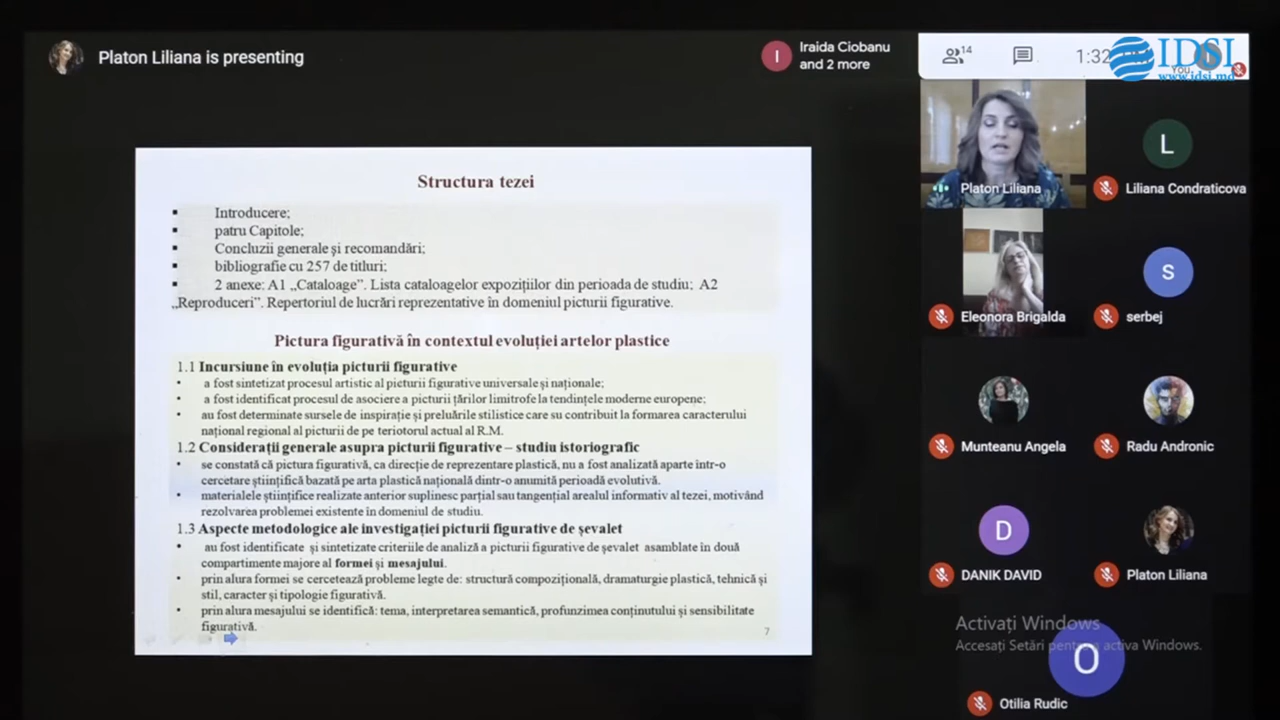 Platon Liliana is presenting
Iraida Ciobanu
and 2 more
14
IDSI
www.idsi.md
Structura tezei
Introducere;
patru Capitole;
Concluzii generale și recomandări;
bibliografie cu 257 de titluri;
2 anexe: A1 „Cataloage”. Lista cataloagelor expozițiilor din perioada de studiu; A2
„Reproduceri”. Repertoriul de lucrări reprezentative în domeniul picturii figurative.
Pictura figurativă în contextul evoluției artelor plastice
1.1 Incursiune în evoluția picturii figurative
a fost sintetizat procesul artistic al picturii figurative universale și naționale;
a fost identificat procesul de asociere a picturii țărilor limitrofe la tendințele moderne europene;
au fost determinate sursele de inspirație și preluările stilistice care su contribuit la formarea caracterului
național regional al picturii de pe teriotorul actual al R.M.
1.2 Considerații generale asupra picturii figurative – studiu istoriografic
se constată că pictura figurativă, ca direcție de reprezentare plastică, nu a fost analizată aparte într-o
cercetare științifică bazată pe arta plastică națională dintr-o anumită perioadă evolutivă.
materialele științifice realizate anterior suplinesc parțial sau tangențial arealul informativ al tezei, motivând
rezolvarea problemei existente în domeniul de studiu.
1.3 Aspecte metodologice ale investigației picturii figurative de șevalet
au fost identificate și sintetizate criteriile de analiză a picturii figurative de șevalet asamblate în două
compartimente majore al formei și mesajului.
prin alura formei se cercetează probleme legte de: structură compozițională, dramaturgie plastică, tehnică și
stil, caracter și tipologie figurativă.
prin alura mesajului se identifică: tema, interpretarea semantică, profunzimea conținutului și sensibilitate
figurativă.
7
Platon Liliana
L
Liliana Condraticova
Eleonora Brigalda
S
serbej
Munteanu Angela
Radu Andronic
D
DANIK DAVID
Platon Liliana
Activați Windows
Accesați Setări pentru a activa Windows.
O
Otilia Rudic
I
You